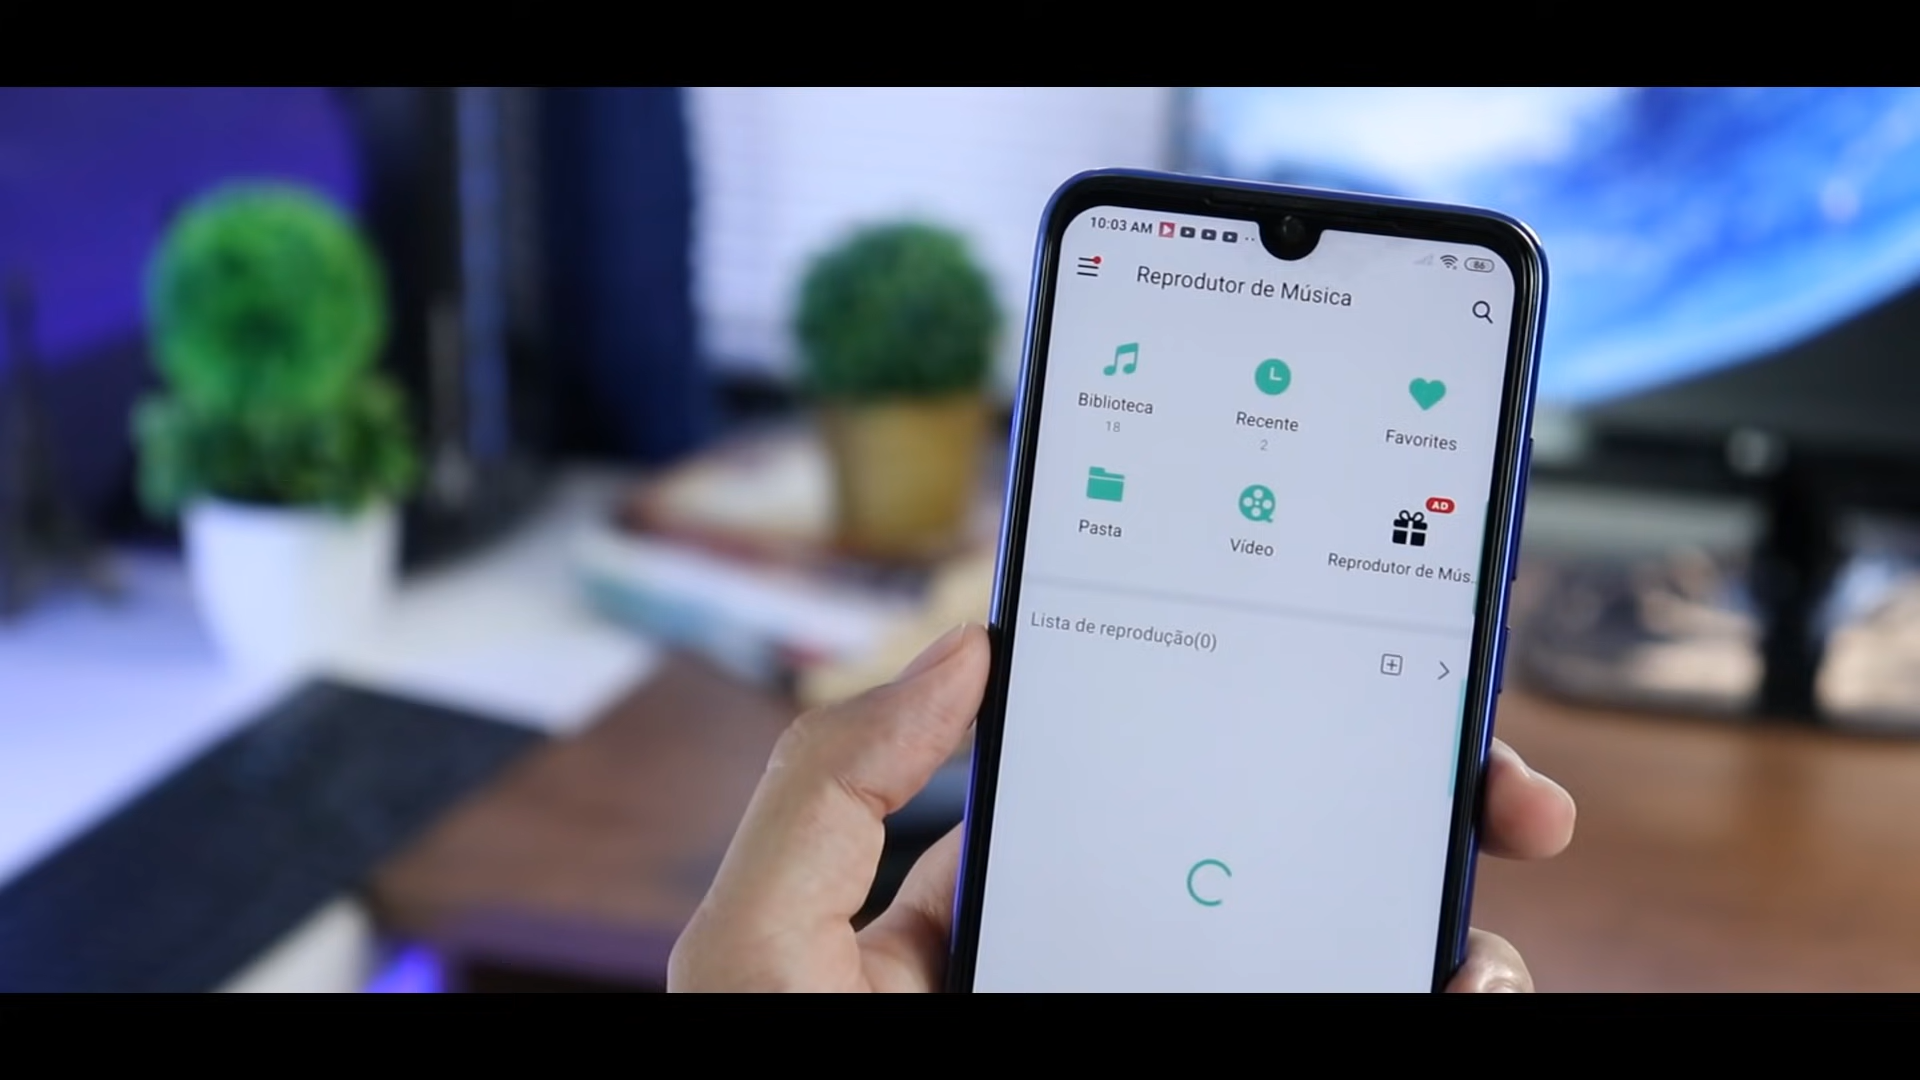 10:03 AM
86
Reprodutor de Música
Biblioteca
18
Recente
2
Favorites
Pasta
Vídeo
AD
Reprodutor de Mús..
Lista de reprodução(0)